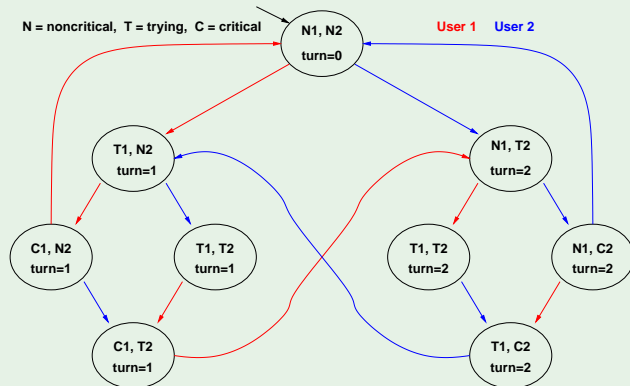 N = noncritical, T = trying, C = critical
User 1 User 2
N1, N2
turn=0
T1, N2
turn=1
N1, T2
turn=2
C1, N2
turn=1
T1, T2
turn=1
T1, T2
turn=2
N1, C2
turn=2
C1, T2
turn=1
T1, C2
turn=2